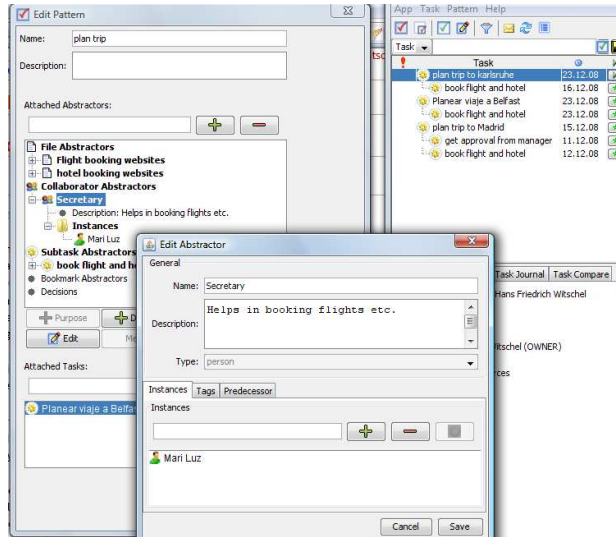 Edit Pattern
Name:
plan trip
Description:
Attached Abstractors:
File Abstractors
Flight booking websites
hotel booking websites
Collaborator Abstractors
Secretary
Description: Helps in booking flights etc.
Instances
Mari Luz
Subtask Abstractors
book flight and h
Bookmark Abstractors
Decisions
Purpose
D
Edit
Me
Attached Tasks:
Planear viaje a Belfa
Edit Abstractor
General
Name:
Secretary
Description:
Helps in booking flights etc.
Type:
person
Instances
Tags
Predecessor
Instances
Mari Luz
Cancel
Save
App Task Pattern Help
Task
Task
plan trip to karlsruhe 23.12.08
book flight and hotel 16.12.08
Planear viaje a Belfast 23.12.08
book flight and hotel 23.12.08
plan trip to Madrid 15.12.08
get approval from manager 11.12.08
book flight and hotel 12.12.08
Task Journal
Task Compare
Hans Friedrich Witschel
itschel (OWNER)
rces